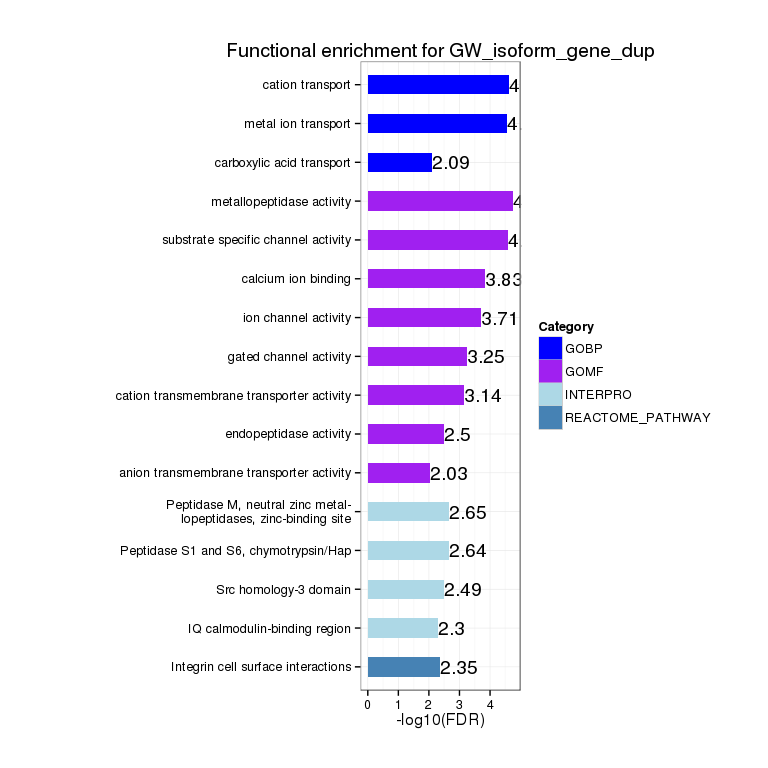 Functional enrichment for GW_isoform_gene_dup
cation transport 4
metal ion transport 4.
carboxylic acid transport 2.09
metallopeptidase activity 4
substrate specific channel activity 4
calcium ion binding 3.83
ion channel activity 3.71
gated channel activity 3.25
cation transmembrane transporter activity 3.14
endopeptidase activity 2.5
anion transmembrane transporter activity 2.03
Peptidase M, neutral zinc metal-
lopeptidases, zinc-binding site 2.65
Peptidase S1 and S6, chymotrypsin/Hap 2.64
Src homology-3 domain 2.49
IQ calmodulin-binding region 2.3
Integrin cell surface interactions 2.35
0 1 2 3 4
-log10(FDR)
Category
GOBP
GOMF
INTERPRO
REACTOME_PATHWAY